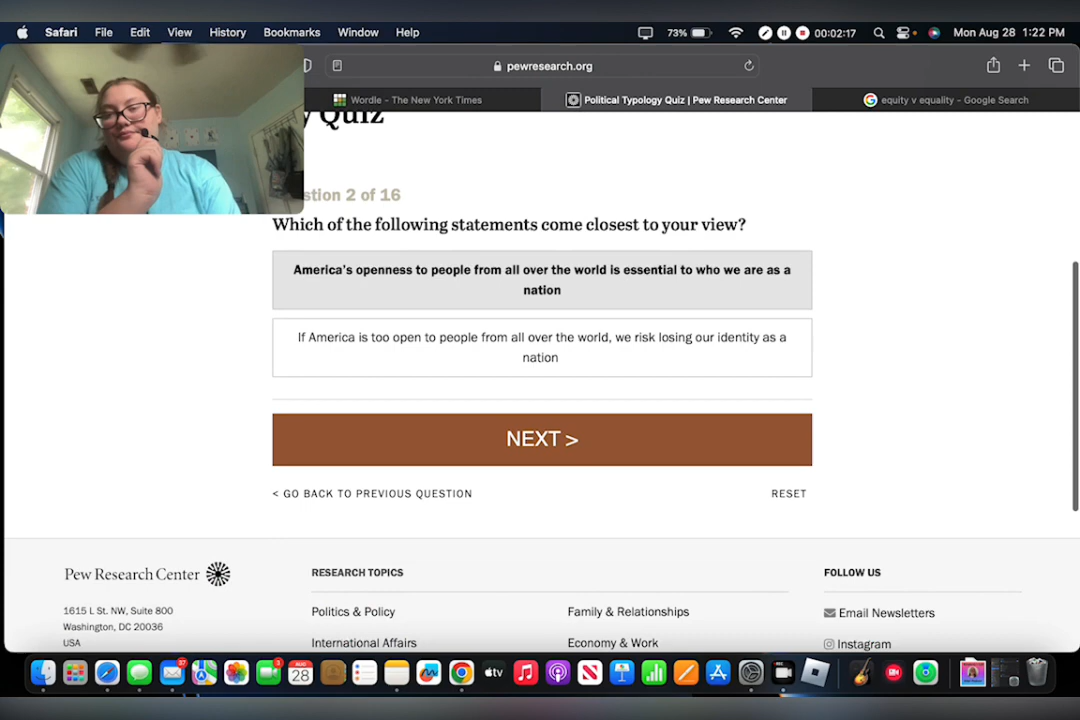 Safari File Edit View History Bookmarks Window Help 73% 00:02:17 Mon Aug 28 1:22 PM
pewresearch.org
Wordle - The New York Times Political Typology Quiz | Pew Research Center equity v equality - Google Search
Quiz
stion 2 of 16
Which of the following statements come closest to your view?
America's openness to people from all over the world is essential to who we are as a
nation
If America is too open to people from all over the world, we risk losing our identity as a
nation
NEXT >
< GO BACK TO PREVIOUS QUESTION RESET
Pew Research Center RESEARCH TOPICS FOLLOW US
1615 L St. NW, Suite 800 Politics & Policy Family & Relationships Email Newsletters
Washington, DC 20036
USA International Affairs Economy & Work Instagram
37 3 AUG 28 tv